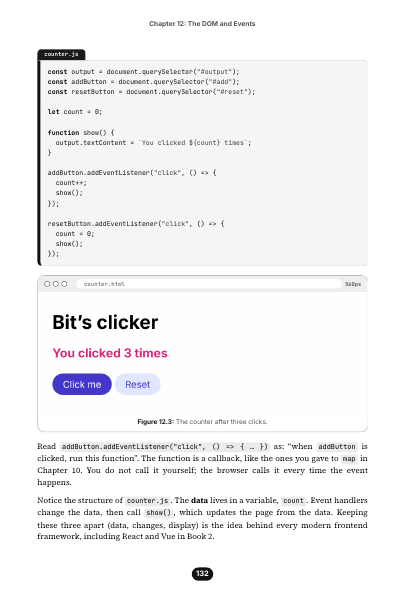 Chapter 12: The DOM and Events
counter.js
const output = document.querySelector("#output");
const addButton = document.querySelector("#add");
const resetButton = document.querySelector("#reset");
let count = 0;
function show() {
  output.textContent = `You clicked ${count} times`;
}
addButton.addEventListener("click", () => {
  count++;
  show();
});
resetButton.addEventListener("click", () => {
  count = 0;
  show();
});
counter.html
560px
Bit's clicker
You clicked 3 times
Click me Reset
Figure 12.3: The counter after three clicks.
Read addButton.addEventListener("click", () => { … }) as: “when addButton is
clicked, run this function”. The function is a callback, like the ones you gave to map in
Chapter 10. You do not call it yourself; the browser calls it every time the event
happens.
Notice the structure of counter.js. The data lives in a variable, count. Event handlers
change the data, then call show(), which updates the page from the data. Keeping
these three apart (data, changes, display) is the idea behind every modern frontend
framework, including React and Vue in Book 2.
132